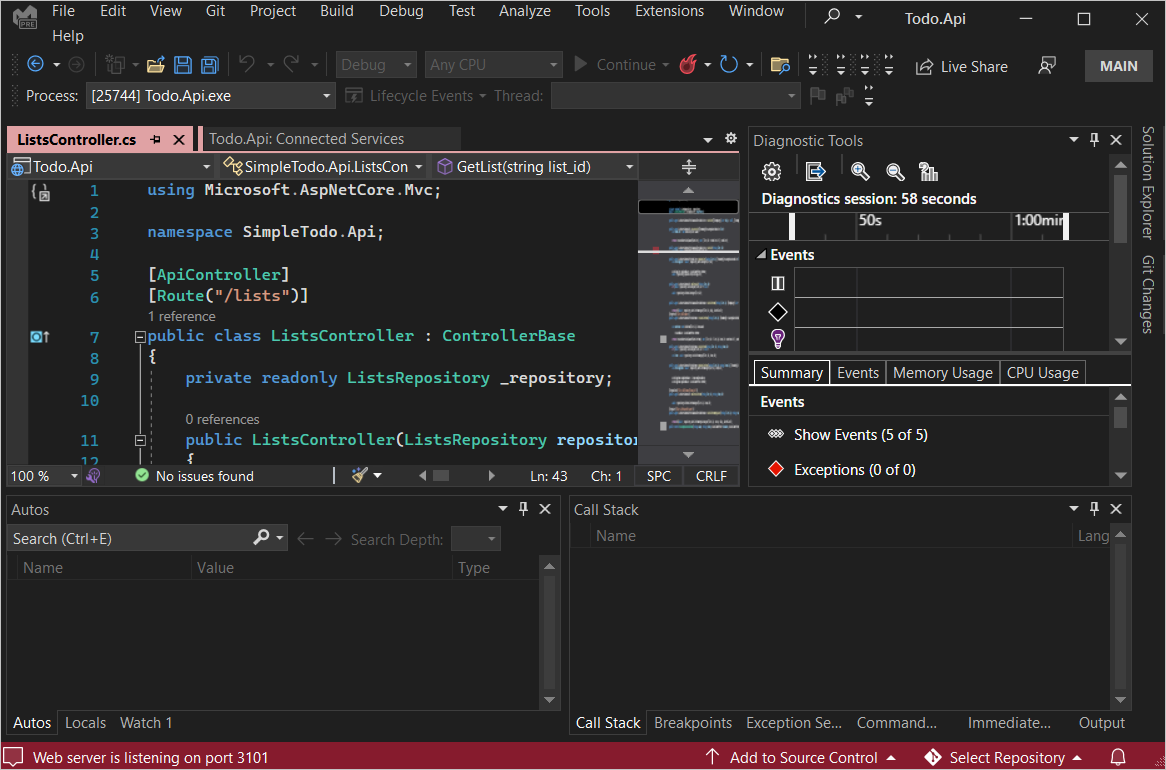 File Edit View Git Project Build Debug Test Analyze Tools Extensions Window Todo.Api
Help
PRE
Debug Any CPU Continue Live Share MAIN
Process: [25744] Todo.Api.exe Lifecycle Events Thread:
ListsController.cs Todo.Api: Connected Services
Todo.Api SimpleTodo.Api.ListsCon GetList(string list_id)
1 using Microsoft.AspNetCore.Mvc;
2
3 namespace SimpleTodo.Api;
4
5 [ApiController]
6 [Route("/lists")]
1 reference
7 public class ListsController : ControllerBase
8 {
9 private readonly ListsRepository _repository;
10
0 references
11 public ListsController(ListsRepository repositor
12 {
100 % No issues found Ln: 43 Ch: 1 SPC CRLF
Diagnostic Tools
Diagnostics session: 58 seconds
50s 1:00min
Events
Summary Events Memory Usage CPU Usage
Events
Show Events (5 of 5)
Exceptions (0 of 0)
Solution Explorer
Git Changes
Autos
Search (Ctrl+E) Search Depth:
Name Value Type
Autos Locals Watch 1
Call Stack
Name Lang
Call Stack Breakpoints Exception Se... Command... Immediate... Output
Web server is listening on port 3101 Add to Source Control Select Repository